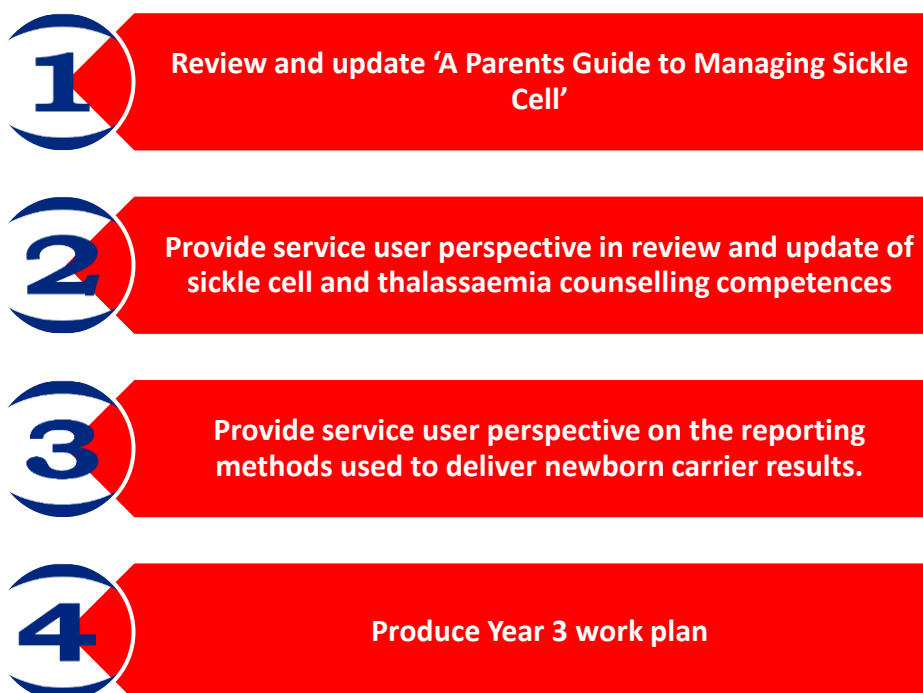 1
Review and update ‘A Parents Guide to Managing Sickle
Cell’
2
Provide service user perspective in review and update of
sickle cell and thalassaemia counselling competences
3
Provide service user perspective on the reporting
methods used to deliver newborn carrier results.
4
Produce Year 3 work plan